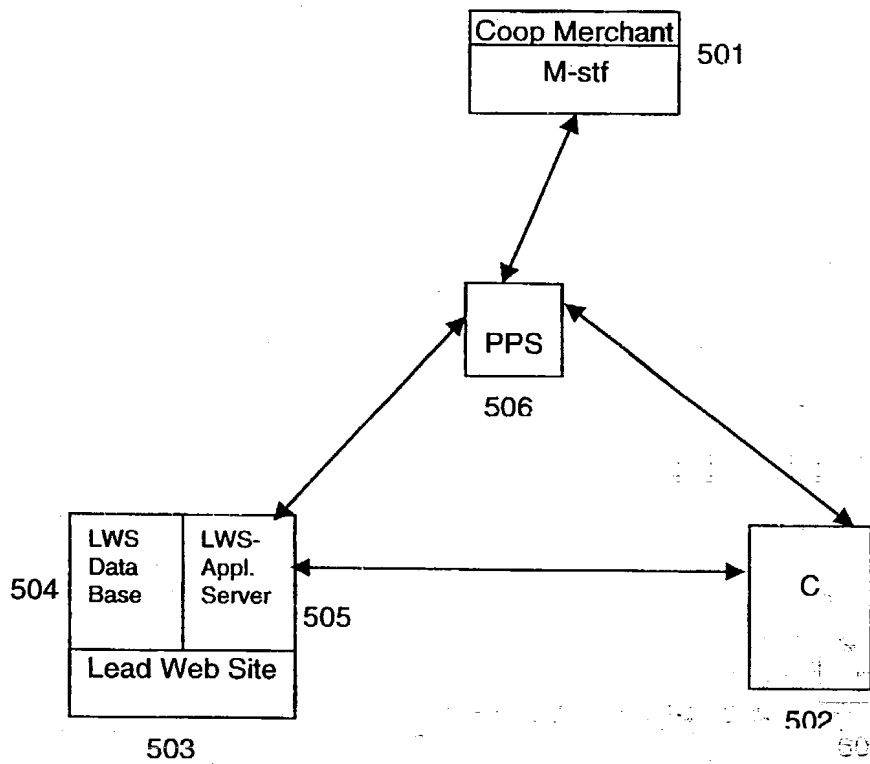 Coop Merchant
501
M-stf
PPS
506
LWS
Data
Base
504
LWS-
Appl.
Server
505
Lead Web Site
503
C
502